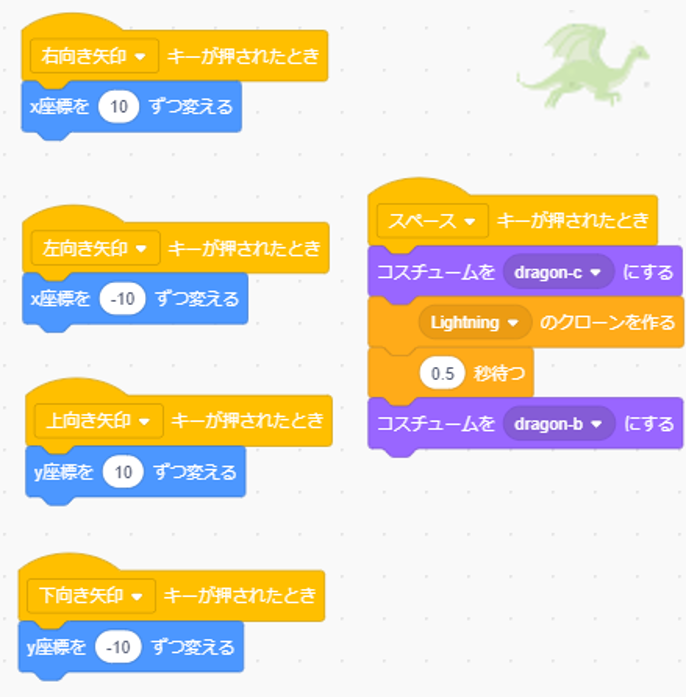 右向き矢印 キーが押されたとき
x座標を 10 ずつ変える
左向き矢印 キーが押されたとき
x座標を -10 ずつ変える
上向き矢印 キーが押されたとき
y座標を 10 ずつ変える
下向き矢印 キーが押されたとき
y座標を -10 ずつ変える
スペース キーが押されたとき
コスチュームを dragon-c にする
Lightning のクローンを作る
0.5 秒待つ
コスチュームを dragon-b にする